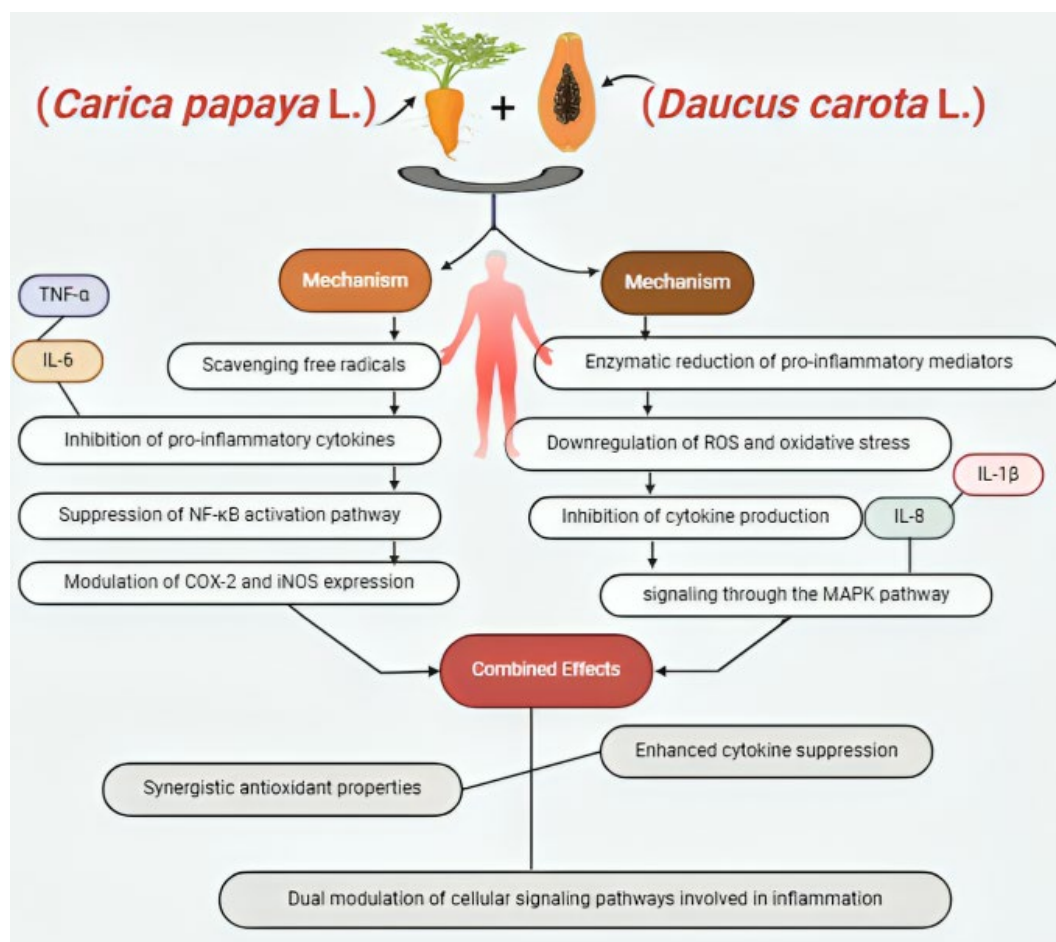 (Carica papaya L.)
+
(Daucus carota L.)
Mechanism
Mechanism
TNF-α
IL-6
Scavenging free radicals
Inhibition of pro-inflammatory cytokines
Suppression of NF-κB activation pathway
Modulation of COX-2 and iNOS expression
Enzymatic reduction of pro-inflammatory mediators
Downregulation of ROS and oxidative stress
Inhibition of cytokine production
IL-8
IL-1β
signaling through the MAPK pathway
Combined Effects
Enhanced cytokine suppression
Synergistic antioxidant properties
Dual modulation of cellular signaling pathways involved in inflammation